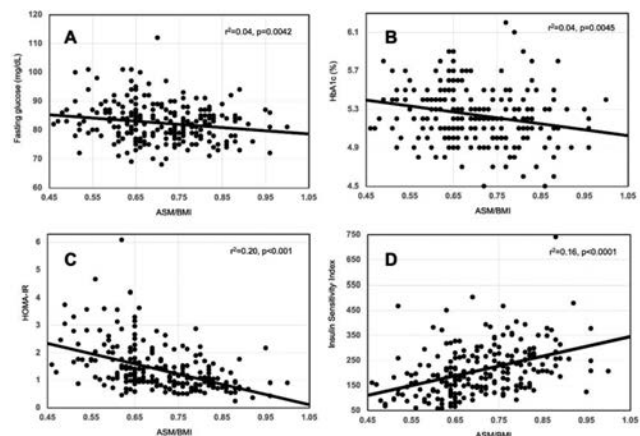 A
r²=0.04, p=0.0042
Fasting glucose (mg/dL)
120
110
100
90
80
70
60
0.45 0.55 0.65 0.75 0.85 0.95 1.05
ASM/BMI
B
r²=0.04, p=0.0045
HbA1c (%)
6.1
5.7
5.3
4.9
4.5
0.45 0.55 0.65 0.75 0.85 0.95 1.05
ASM/BMI
C
r²=0.20, p<0.001
HOMA-IR
6
5
4
3
2
1
0
0.45 0.55 0.65 0.75 0.85 0.95 1.05
ASM/BMI
D
r²=0.16, p<0.0001
Insulin Sensitivity Index
750
650
550
450
350
250
150
50
0.45 0.55 0.65 0.75 0.85 0.95 1.05
ASM/BMI